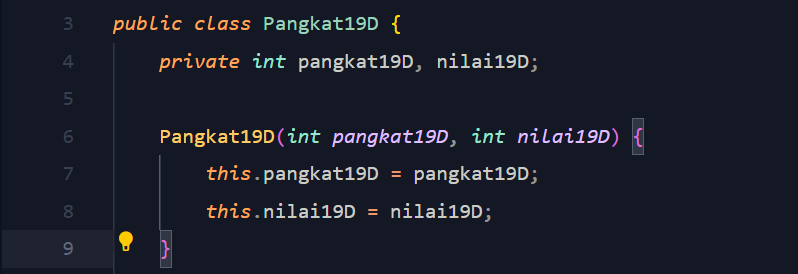 3 public class Pangkat19D {
4 private int pangkat19D, nilai19D;
5
6 Pangkat19D(int pangkat19D, int nilai19D) {
7 this.pangkat19D = pangkat19D;
8 this.nilai19D = nilai19D;
9 }